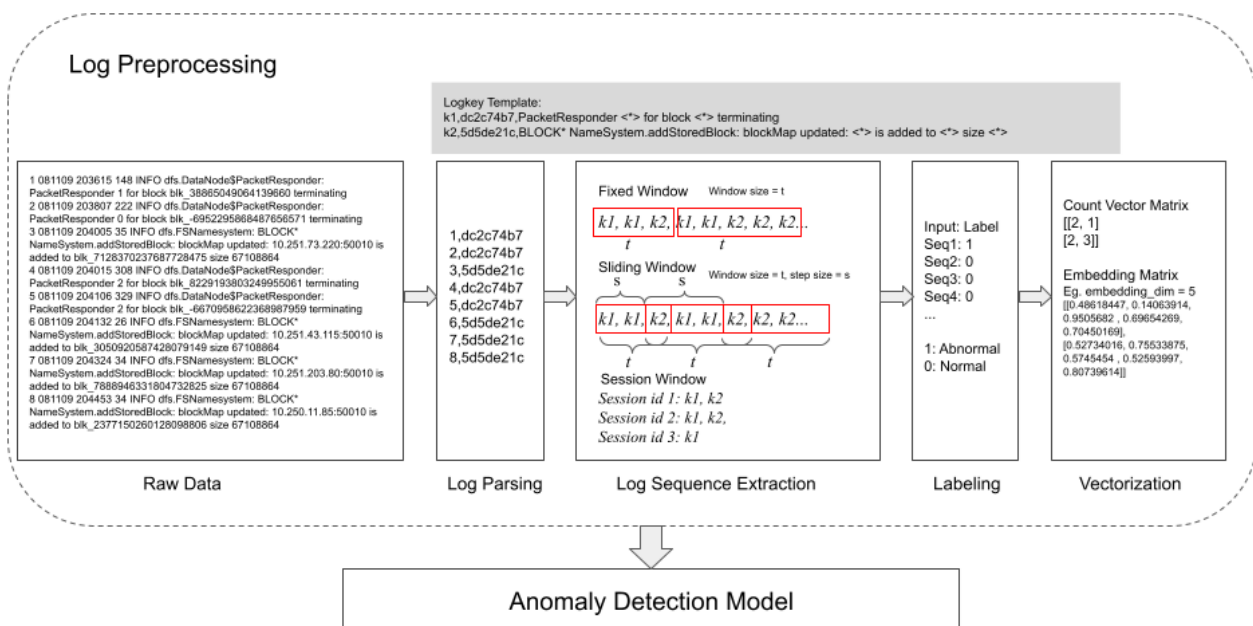 Log Preprocessing
Logkey Template:
k1,dc2c74b7,PacketResponder <*> for block <*> terminating
k2,5d5de21c,BLOCK* NameSystem.addStoredBlock: blockMap updated: <*> is added to <*> size <*>
1 081109 203615 148 INFO dfs.DataNode$PacketResponder:
PacketResponder 1 for block blk_38865049064139660 terminating
2 081109 203807 222 INFO dfs.DataNode$PacketResponder:
PacketResponder 0 for block blk_-6952295868487656571 terminating
3 081109 204005 35 INFO dfs.FSNamesystem: BLOCK*
NameSystem.addStoredBlock: blockMap updated: 10.251.73.220:50010 is
added to blk_7128370237687728475 size 67108864
4 081109 204015 308 INFO dfs.DataNode$PacketResponder:
PacketResponder 2 for block blk_8229193803249955061 terminating
5 081109 204106 329 INFO dfs.DataNode$PacketResponder:
PacketResponder 2 for block blk_-6670958622368987959 terminating
6 081109 204132 26 INFO dfs.FSNamesystem: BLOCK*
NameSystem.addStoredBlock: blockMap updated: 10.251.43.115:50010 is
added to blk_3050920587428079149 size 67108864
7 081109 204324 34 INFO dfs.FSNamesystem: BLOCK*
NameSystem.addStoredBlock: blockMap updated: 10.251.203.80:50010 is
added to blk_7888946331804732825 size 67108864
8 081109 204453 34 INFO dfs.FSNamesystem: BLOCK*
NameSystem.addStoredBlock: blockMap updated: 10.250.11.85:50010 is
added to blk_2377150260128098806 size 67108864
Raw Data
1,dc2c74b7
2,dc2c74b7
3,5d5de21c
4,dc2c74b7
5,dc2c74b7
6,5d5de21c
7,5d5de21c
8,5d5de21c
Log Parsing
Fixed Window Window size = t
k1, k1, k2, k1, k1, k2, k2, k2...
t t
Sliding Window Window size = t, step size = s
s s
k1, k1, k2, k1, k1, k2, k2, k2...
t t t
Session Window
Session id 1: k1, k2
Session id 2: k1, k2,
Session id 3: k1
Log Sequence Extraction
Input: Label
Seq1: 1
Seq2: 0
Seq3: 0
Seq4: 0
...
1: Abnormal
0: Normal
Labeling
Count Vector Matrix
[[2, 1]
[2, 3]]
Embedding Matrix
Eg. embedding_dim = 5
[[0.48618447, 0.14063914,
0.9505682 , 0.69654269,
0.70450169],
[0.52734016, 0.75533875,
0.5745454 , 0.52593997,
0.80739614]]
Vectorization
Anomaly Detection Model